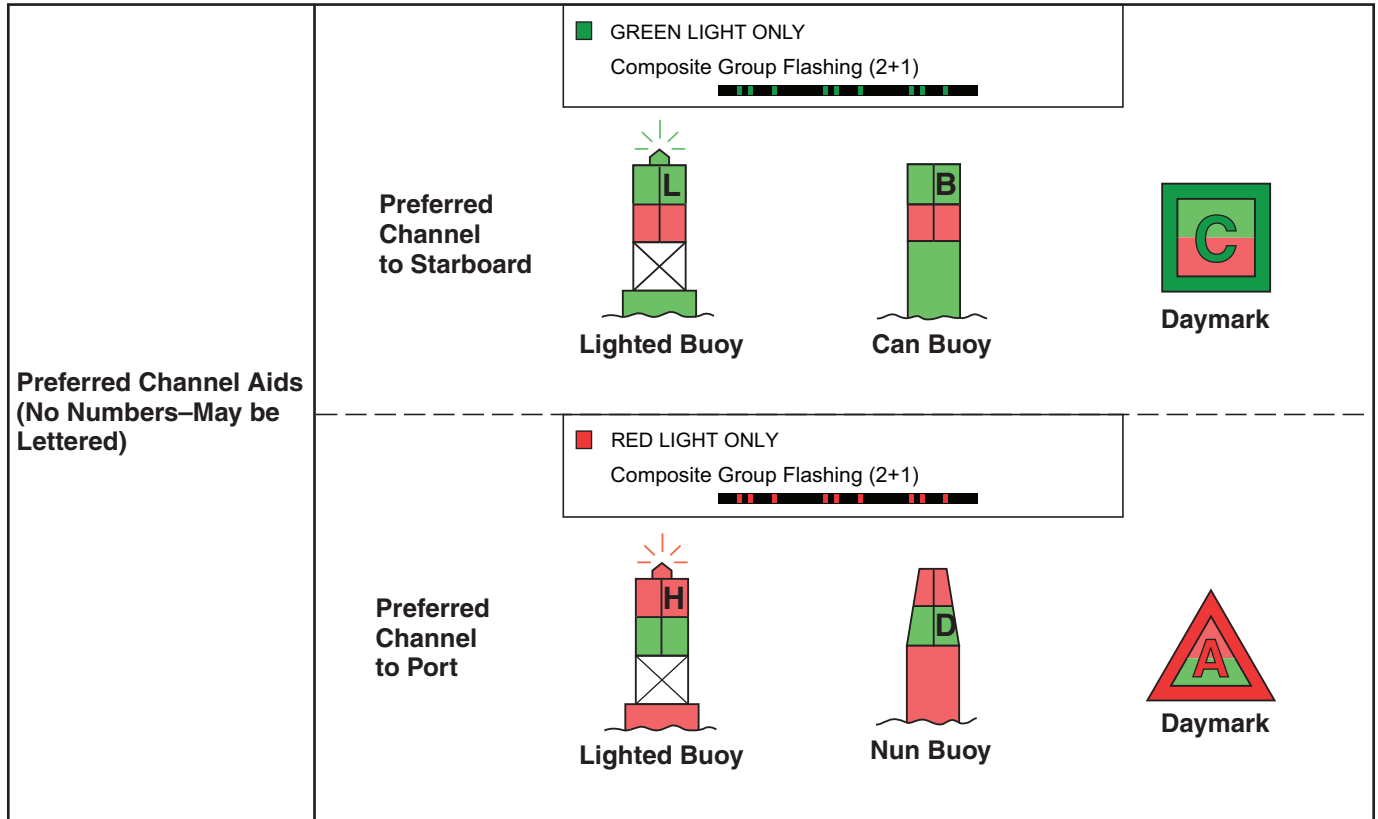 Preferred Channel Aids
(No Numbers–May be
Lettered)
GREEN LIGHT ONLY
Composite Group Flashing (2+1)
Preferred
Channel
to Starboard
L
Lighted Buoy
B
Can Buoy
C
Daymark
RED LIGHT ONLY
Composite Group Flashing (2+1)
Preferred
Channel
to Port
H
Lighted Buoy
D
Nun Buoy
A
Daymark